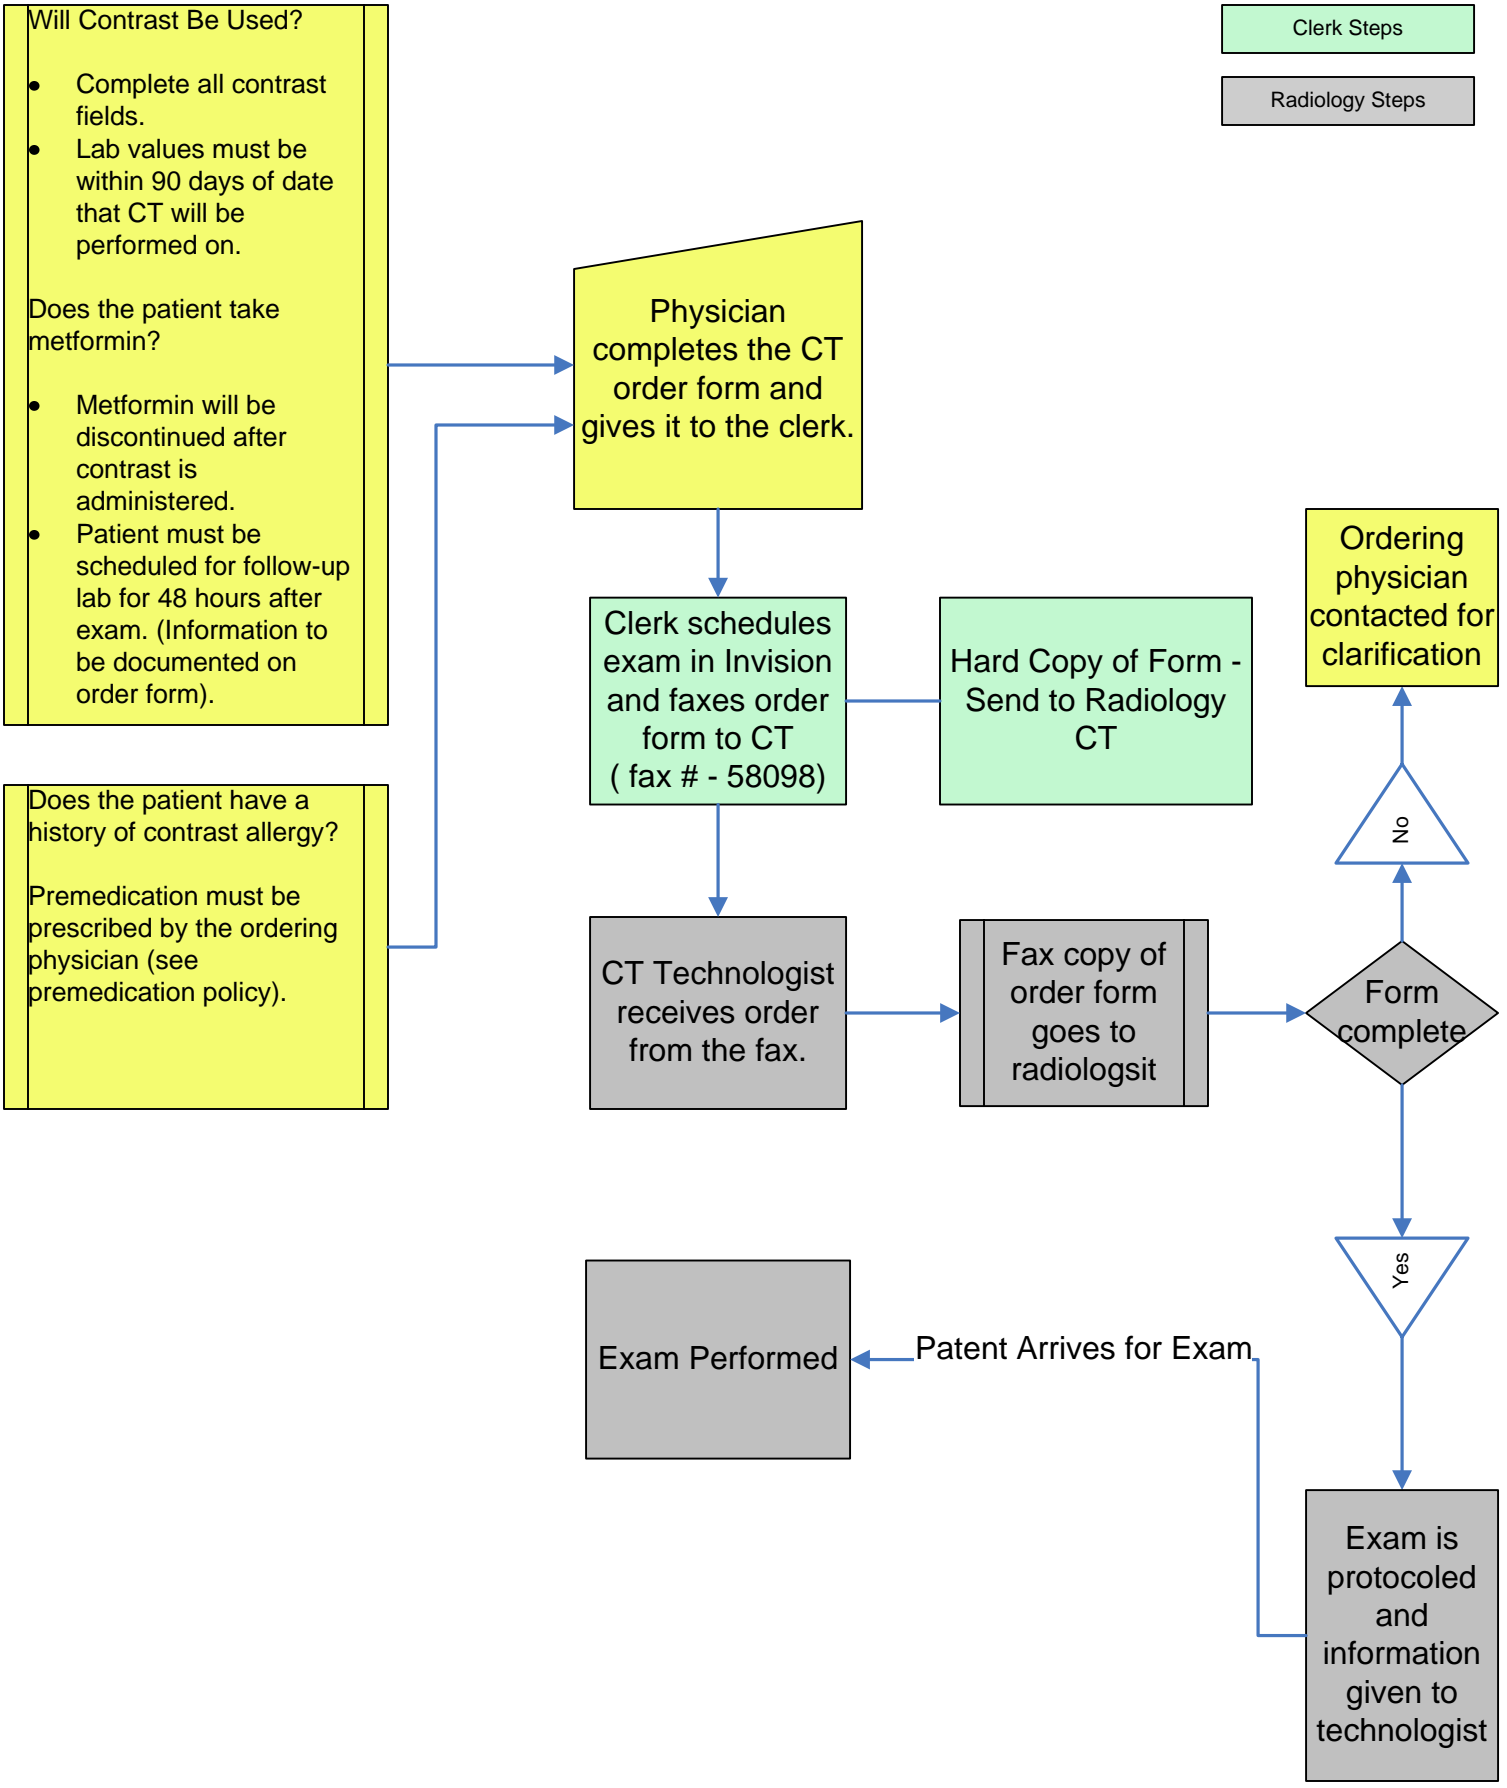 Will Contrast Be Used?
• Complete all contrast
fields.
• Lab values must be
within 90 days of date
that CT will be
performed on.
Does the patient take
metformin?
• Metformin will be
discontinued after
contrast is
administered.
• Patient must be
scheduled for follow-up
lab for 48 hours after
exam. (Information to
be documented on
order form).
Does the patient have a
history of contrast allergy?
Premedication must be
prescribed by the ordering
physician (see
premedication policy).
Clerk Steps
Radiology Steps
Physician
completes the CT
order form and
gives it to the clerk.
Clerk schedules
exam in Invision
and faxes order
form to CT
( fax # - 58098)
Hard Copy of Form -
Send to Radiology
CT
CT Technologist
receives order
from the fax.
Fax copy of
order form
goes to
radiologsit
Form
complete
No
Ordering
physician
contacted for
clarification
Yes
Exam is
protocoled
and
information
given to
technologist
Patent Arrives for Exam
Exam Performed